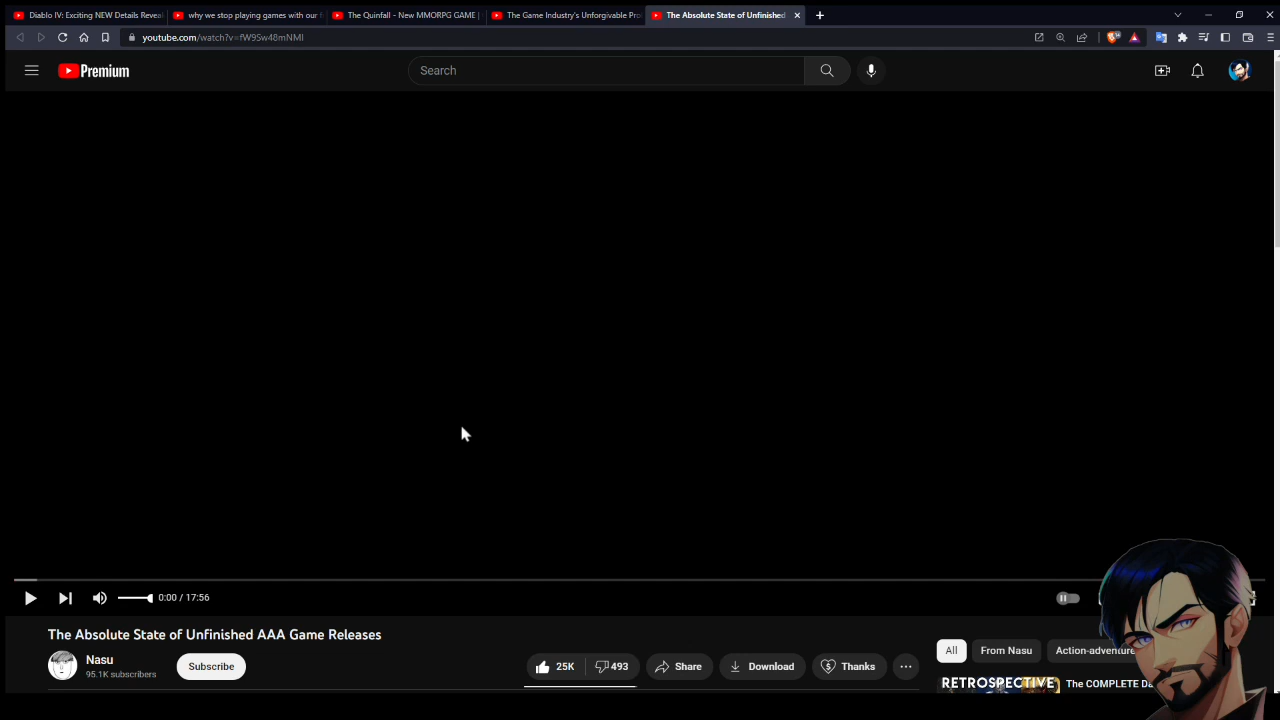 Diablo IV: Exciting NEW Details Reveal
why we stop playing games with our
The Quinfall - New MMORPG GAME |
The Game Industry's Unforgivable Pro
The Absolute State of Unfinished
youtube.com/watch?v=fW9Sw48mNMI
Premium
Search
0:00 / 17:56
The Absolute State of Unfinished AAA Game Releases
Nasu
95.1K subscribers
Subscribe
25K
493
Share
Download
Thanks
All
From Nasu
Action-adventure
RETROSPECTIVE
The COMPLETE Da